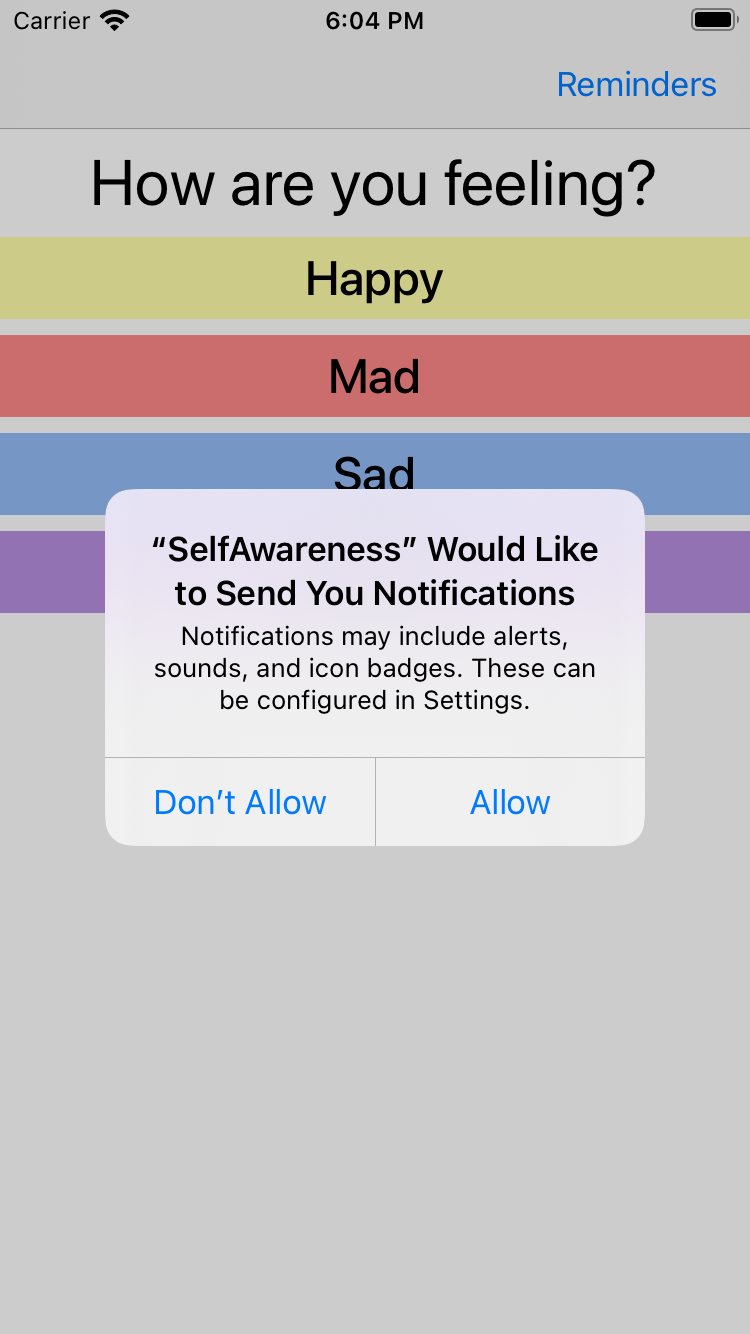 Carrier 6:04 PM
Reminders
How are you feeling?
Happy
Mad
Sad
“SelfAwareness” Would Like
to Send You Notifications
Notifications may include alerts,
sounds, and icon badges. These can
be configured in Settings.
Don’t Allow Allow